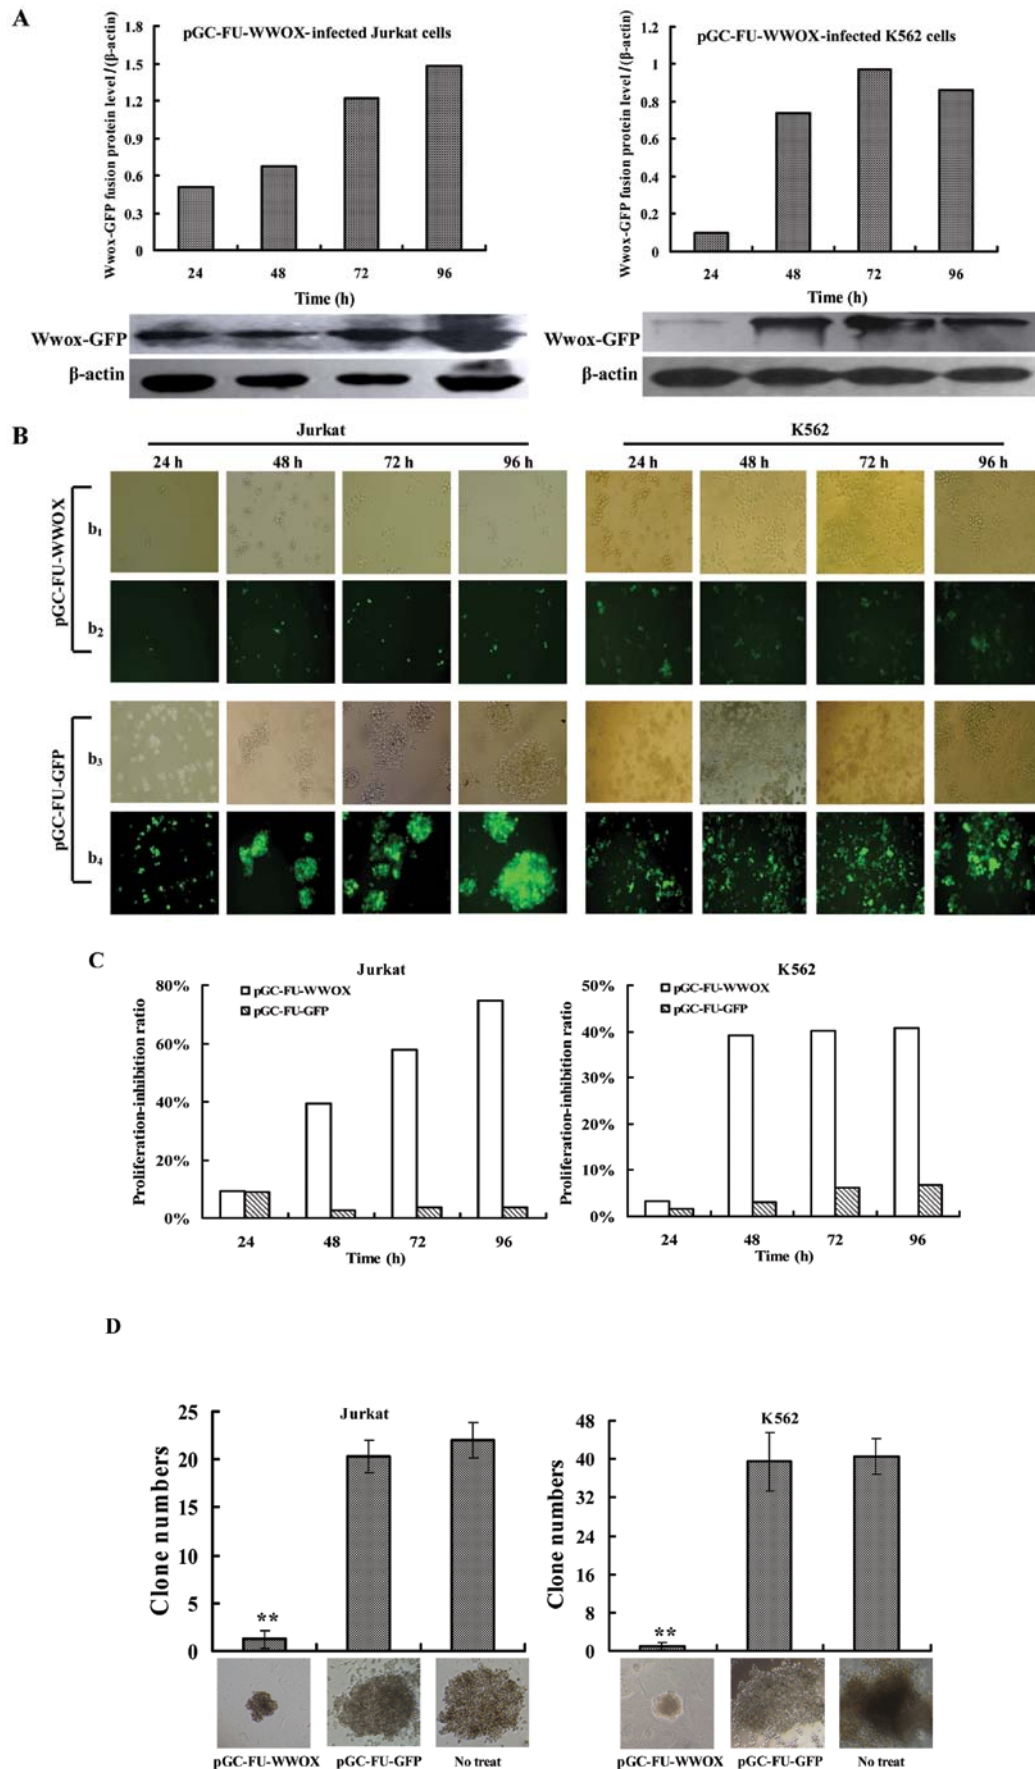 A
pGC-FU-WWOX-infected Jurkat cells
Wwox-GFP fusion protein level/(β-actin)
1.8
1.5
1.2
0.9
0.6
0.3
0
24 48 72 96
Time (h)
pGC-FU-WWOX-infected K562 cells
Wwox-GFP fusion protein level/(β-actin)
1.2
1
0.8
0.6
0.4
0.2
0
24 48 72 96
Time (h)
Wwox-GFP
β-actin
Wwox-GFP
β-actin
B
Jurkat K562
24 h 48 h 72 h 96 h 24 h 48 h 72 h 96 h
pGC-FU-WWOX
b1
b2
pGC-FU-GFP
b3
b4
C
Jurkat
pGC-FU-WWOX
pGC-FU-GFP
Proliferation-inhibition ratio
80%
60%
40%
20%
0%
24 48 72 96
Time (h)
K562
pGC-FU-WWOX
pGC-FU-GFP
Proliferation-inhibition ratio
50%
40%
30%
20%
10%
0%
24 48 72 96
Time (h)
D
Jurkat
Clone numbers
25
20
15
10
5
0
**
pGC-FU-WWOX pGC-FU-GFP No treat
K562
Clone numbers
48
40
32
24
16
8
0
**
pGC-FU-WWOX pGC-FU-GFP No treat